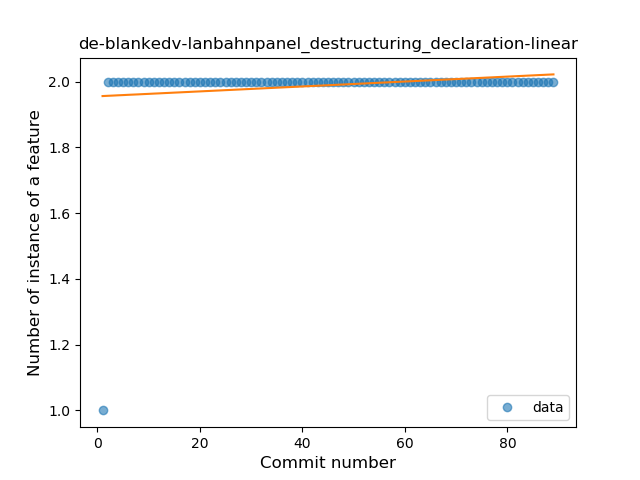 de-blankedv-lanbahnpanel_destructuring_declaration-linear
2.0
1.8
1.6
1.4
1.2
1.0
Number of instance of a feature
0
20
40
60
80
Commit number
data